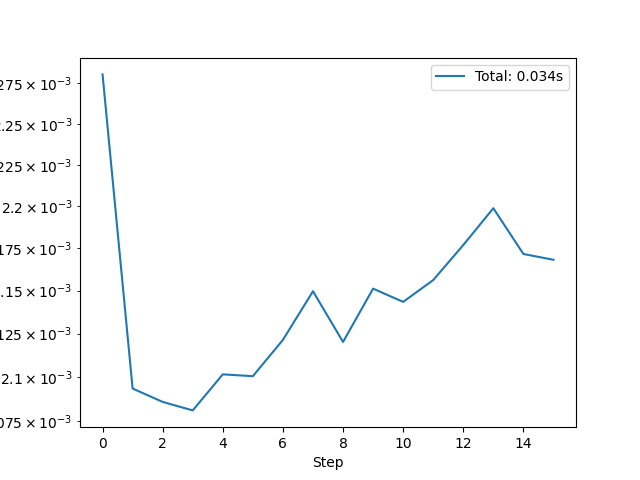 Total: 0.034s
275 × 10⁻³
.25 × 10⁻³
225 × 10⁻³
2.2 × 10⁻³
175 × 10⁻³
.15 × 10⁻³
125 × 10⁻³
2.1 × 10⁻³
075 × 10⁻³
0 2 4 6 8 10 12 14
Step